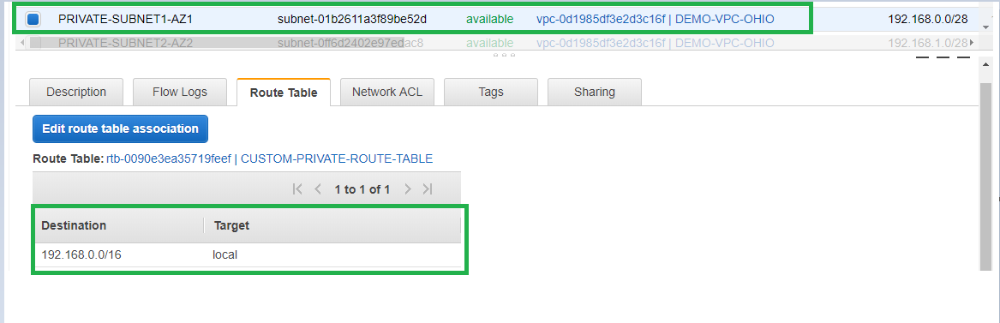 PRIVATE-SUBNET1-AZ1 subnet-01b2611a3f89be52d available vpc-0d1985df3e2d3c16f | DEMO-VPC-OHIO 192.168.0.0/28
PRIVATE-SUBNET2-AZ2 subnet-0ff6d2402e97edac8 available vpc-0d1985df3e2d3c16f | DEMO-VPC-OHIO 192.168.1.0/28
Description Flow Logs Route Table Network ACL Tags Sharing
Edit route table association
Route Table: rtb-0090e3ea35719feef | CUSTOM-PRIVATE-ROUTE-TABLE
1 to 1 of 1
Destination Target
192.168.0.0/16 local